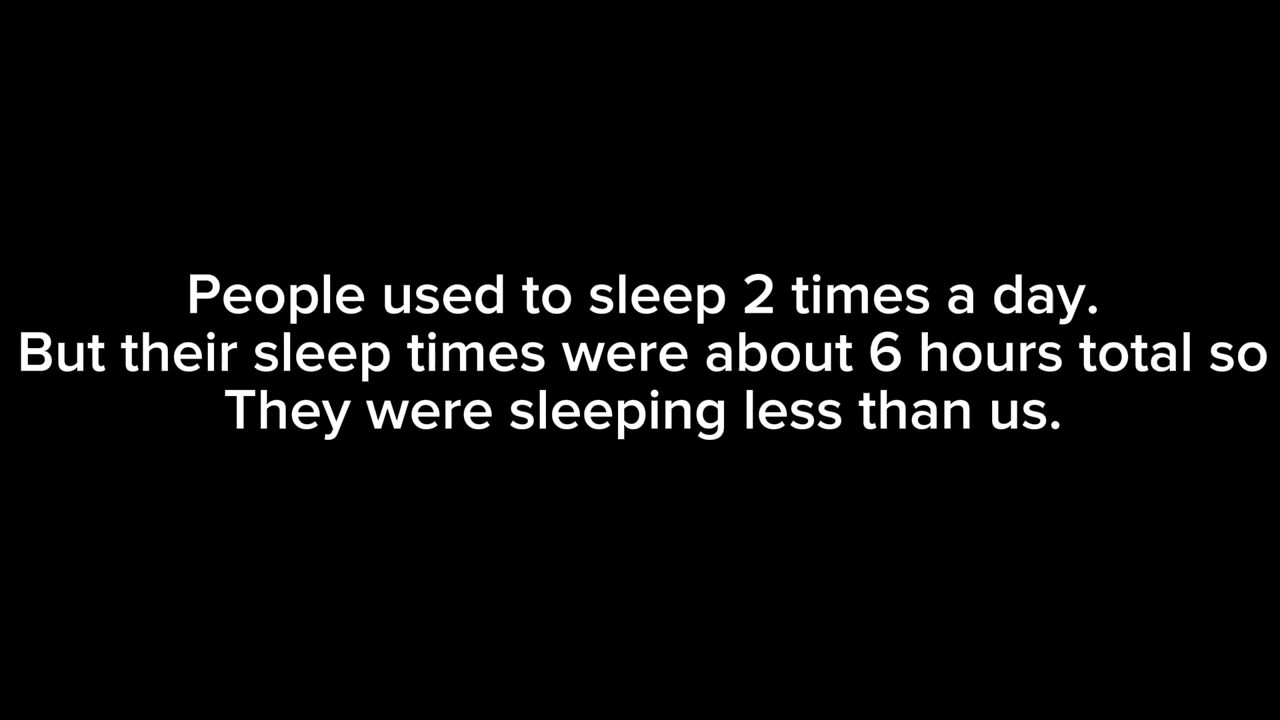 People used to sleep 2 times a day.
But their sleep times were about 6 hours total so
They were sleeping less than us.